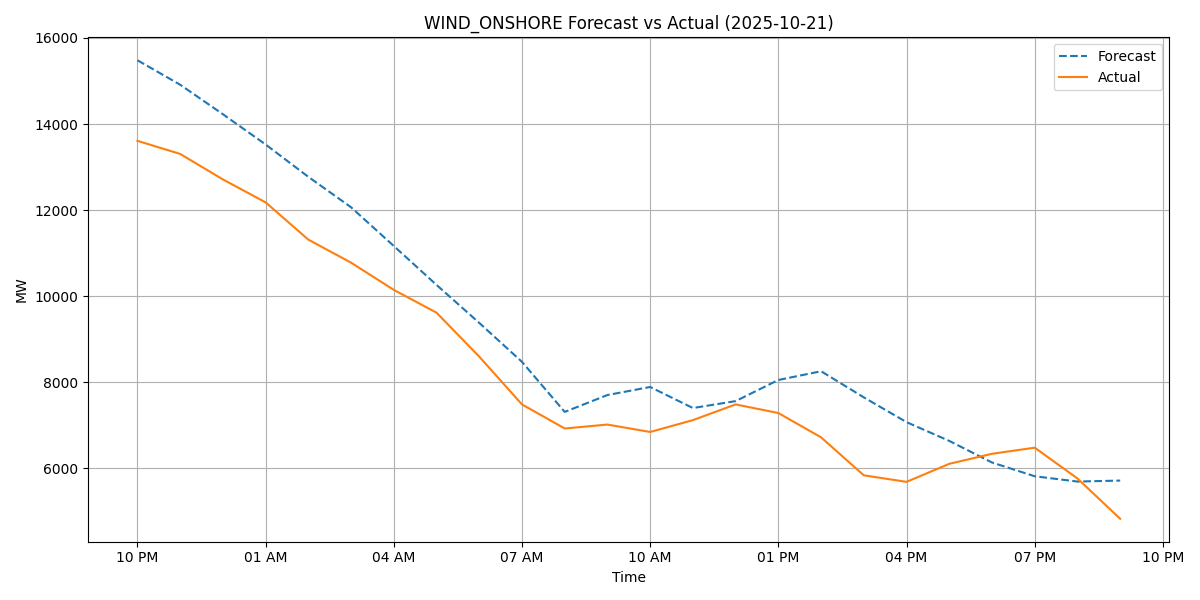 WIND_ONSHORE Forecast vs Actual (2025-10-21)
Forecast
Actual
16000
14000
12000
10000
8000
6000
MW
10 PM 01 AM 04 AM 07 AM 10 AM 01 PM 04 PM 07 PM 10 PM
Time